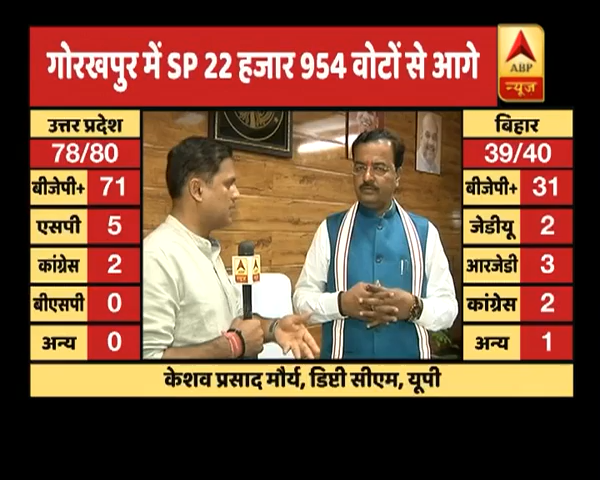 गोरखपुर में SP 22 हजार 954 वोटों से आगे
ABP
न्यूज़
उत्तर प्रदेश
78/80
बीजेपी+ 71
एसपी 5
कांग्रेस 2
बीएसपी 0
अन्य 0
बिहार
39/40
बीजेपी+ 31
जेडीयू 2
आरजेडी 3
कांग्रेस 2
अन्य 1
केशव प्रसाद मौर्य, डिप्टी सीएम, यूपी